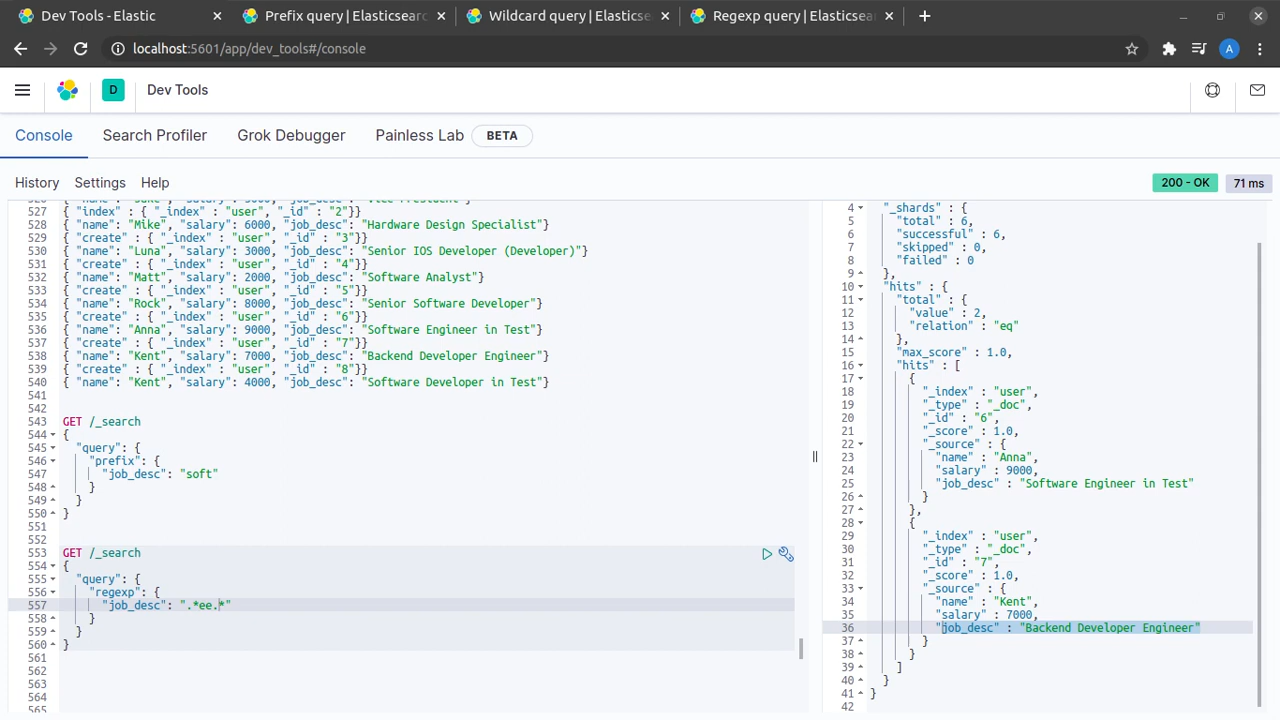 Dev Tools - Elastic
Prefix query | Elasticsearc
Wildcard query | Elasticse
Regexp query | Elasticsea
localhost:5601/app/dev_tools#/console
A
D
Dev Tools
Console
Search Profiler
Grok Debugger
Painless Lab
BETA
History
Settings
Help
200 - OK
71 ms
527 { "index" : { "_index" : "user", "_id" : "2"}}
528 { "name": "Mike", "salary": 6000, "job_desc": "Hardware Design Specialist"}
529 { "create" : { "_index" : "user", "_id" : "3"}}
530 { "name": "Luna", "salary": 3000, "job_desc": "Senior IOS Developer (Developer)"}
531 { "create" : { "_index" : "user", "_id" : "4"}}
532 { "name": "Matt", "salary": 2000, "job_desc": "Software Analyst"}
533 { "create" : { "_index" : "user", "_id" : "5"}}
534 { "name": "Rock", "salary": 8000, "job_desc": "Senior Software Developer"}
535 { "create" : { "_index" : "user", "_id" : "6"}}
536 { "name": "Anna", "salary": 9000, "job_desc": "Software Engineer in Test"}
537 { "create" : { "_index" : "user", "_id" : "7"}}
538 { "name": "Kent", "salary": 7000, "job_desc": "Backend Developer Engineer"}
539 { "create" : { "_index" : "user", "_id" : "8"}}
540 { "name": "Kent", "salary": 4000, "job_desc": "Software Developer in Test"}
541
542
543 GET /_search
544 {
545 "query": {
546 "prefix": {
547 "job_desc": "soft"
548 }
549 }
550 }
551
552
553 GET /_search
554 {
555 "query": {
556 "regexp": {
557 "job_desc": ".*ee.*"
558 }
559 }
560 }
561
562
563
564
565
4 "_shards" : {
5 "total" : 6,
6 "successful" : 6,
7 "skipped" : 0,
8 "failed" : 0
9 },
10 "hits" : {
11 "total" : {
12 "value" : 2,
13 "relation" : "eq"
14 },
15 "max_score" : 1.0,
16 "hits" : [
17 {
18 "_index" : "user",
19 "_type" : "_doc",
20 "_id" : "6",
21 "_score" : 1.0,
22 "_source" : {
23 "name" : "Anna",
24 "salary" : 9000,
25 "job_desc" : "Software Engineer in Test"
26 }
27 },
28 {
29 "_index" : "user",
30 "_type" : "_doc",
31 "_id" : "7",
32 "_score" : 1.0,
33 "_source" : {
34 "name" : "Kent",
35 "salary" : 7000,
36 "job_desc" : "Backend Developer Engineer"
37 }
38 }
39 ]
40 }
41 }
42